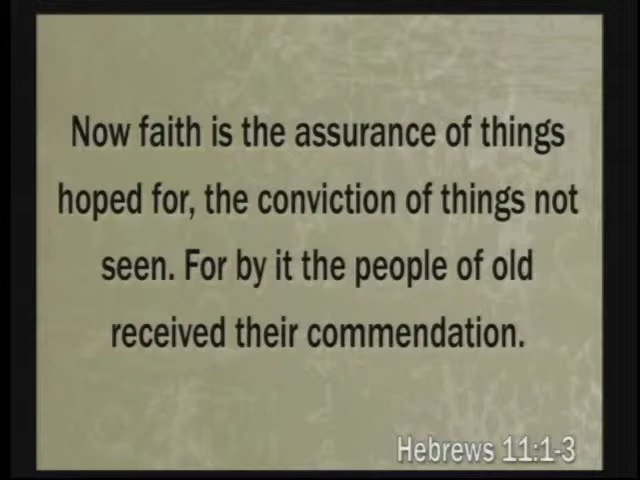 Now faith is the assurance of things
hoped for, the conviction of things not
seen. For by it the people of old
received their commendation.
Hebrews 11:1-3